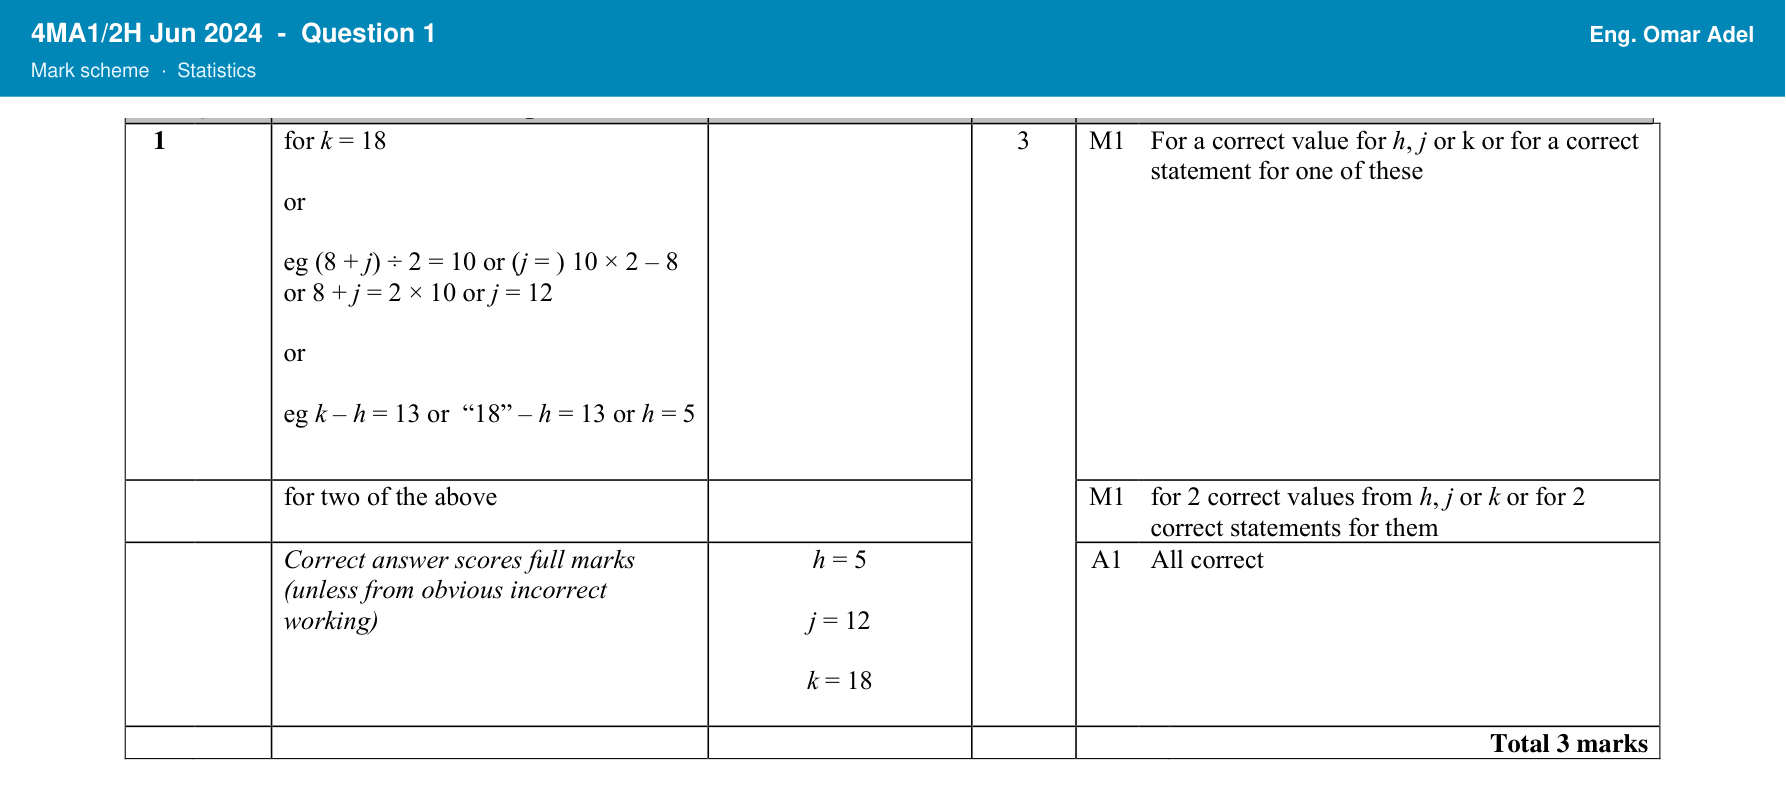 4MA1/2H Jun 2024 - Question 1
Eng. Omar Adel
Mark scheme · Statistics
1
for k = 18
3
M1 For a correct value for h, j or k or for a correct
statement for one of these
or
eg (8 + j) ÷ 2 = 10 or (j = ) 10 × 2 – 8
or 8 + j = 2 × 10 or j = 12
or
eg k – h = 13 or “18” – h = 13 or h = 5
for two of the above
M1 for 2 correct values from h, j or k or for 2
correct statements for them
Correct answer scores full marks
(unless from obvious incorrect
working)
h = 5
j = 12
k = 18
A1 All correct
Total 3 marks